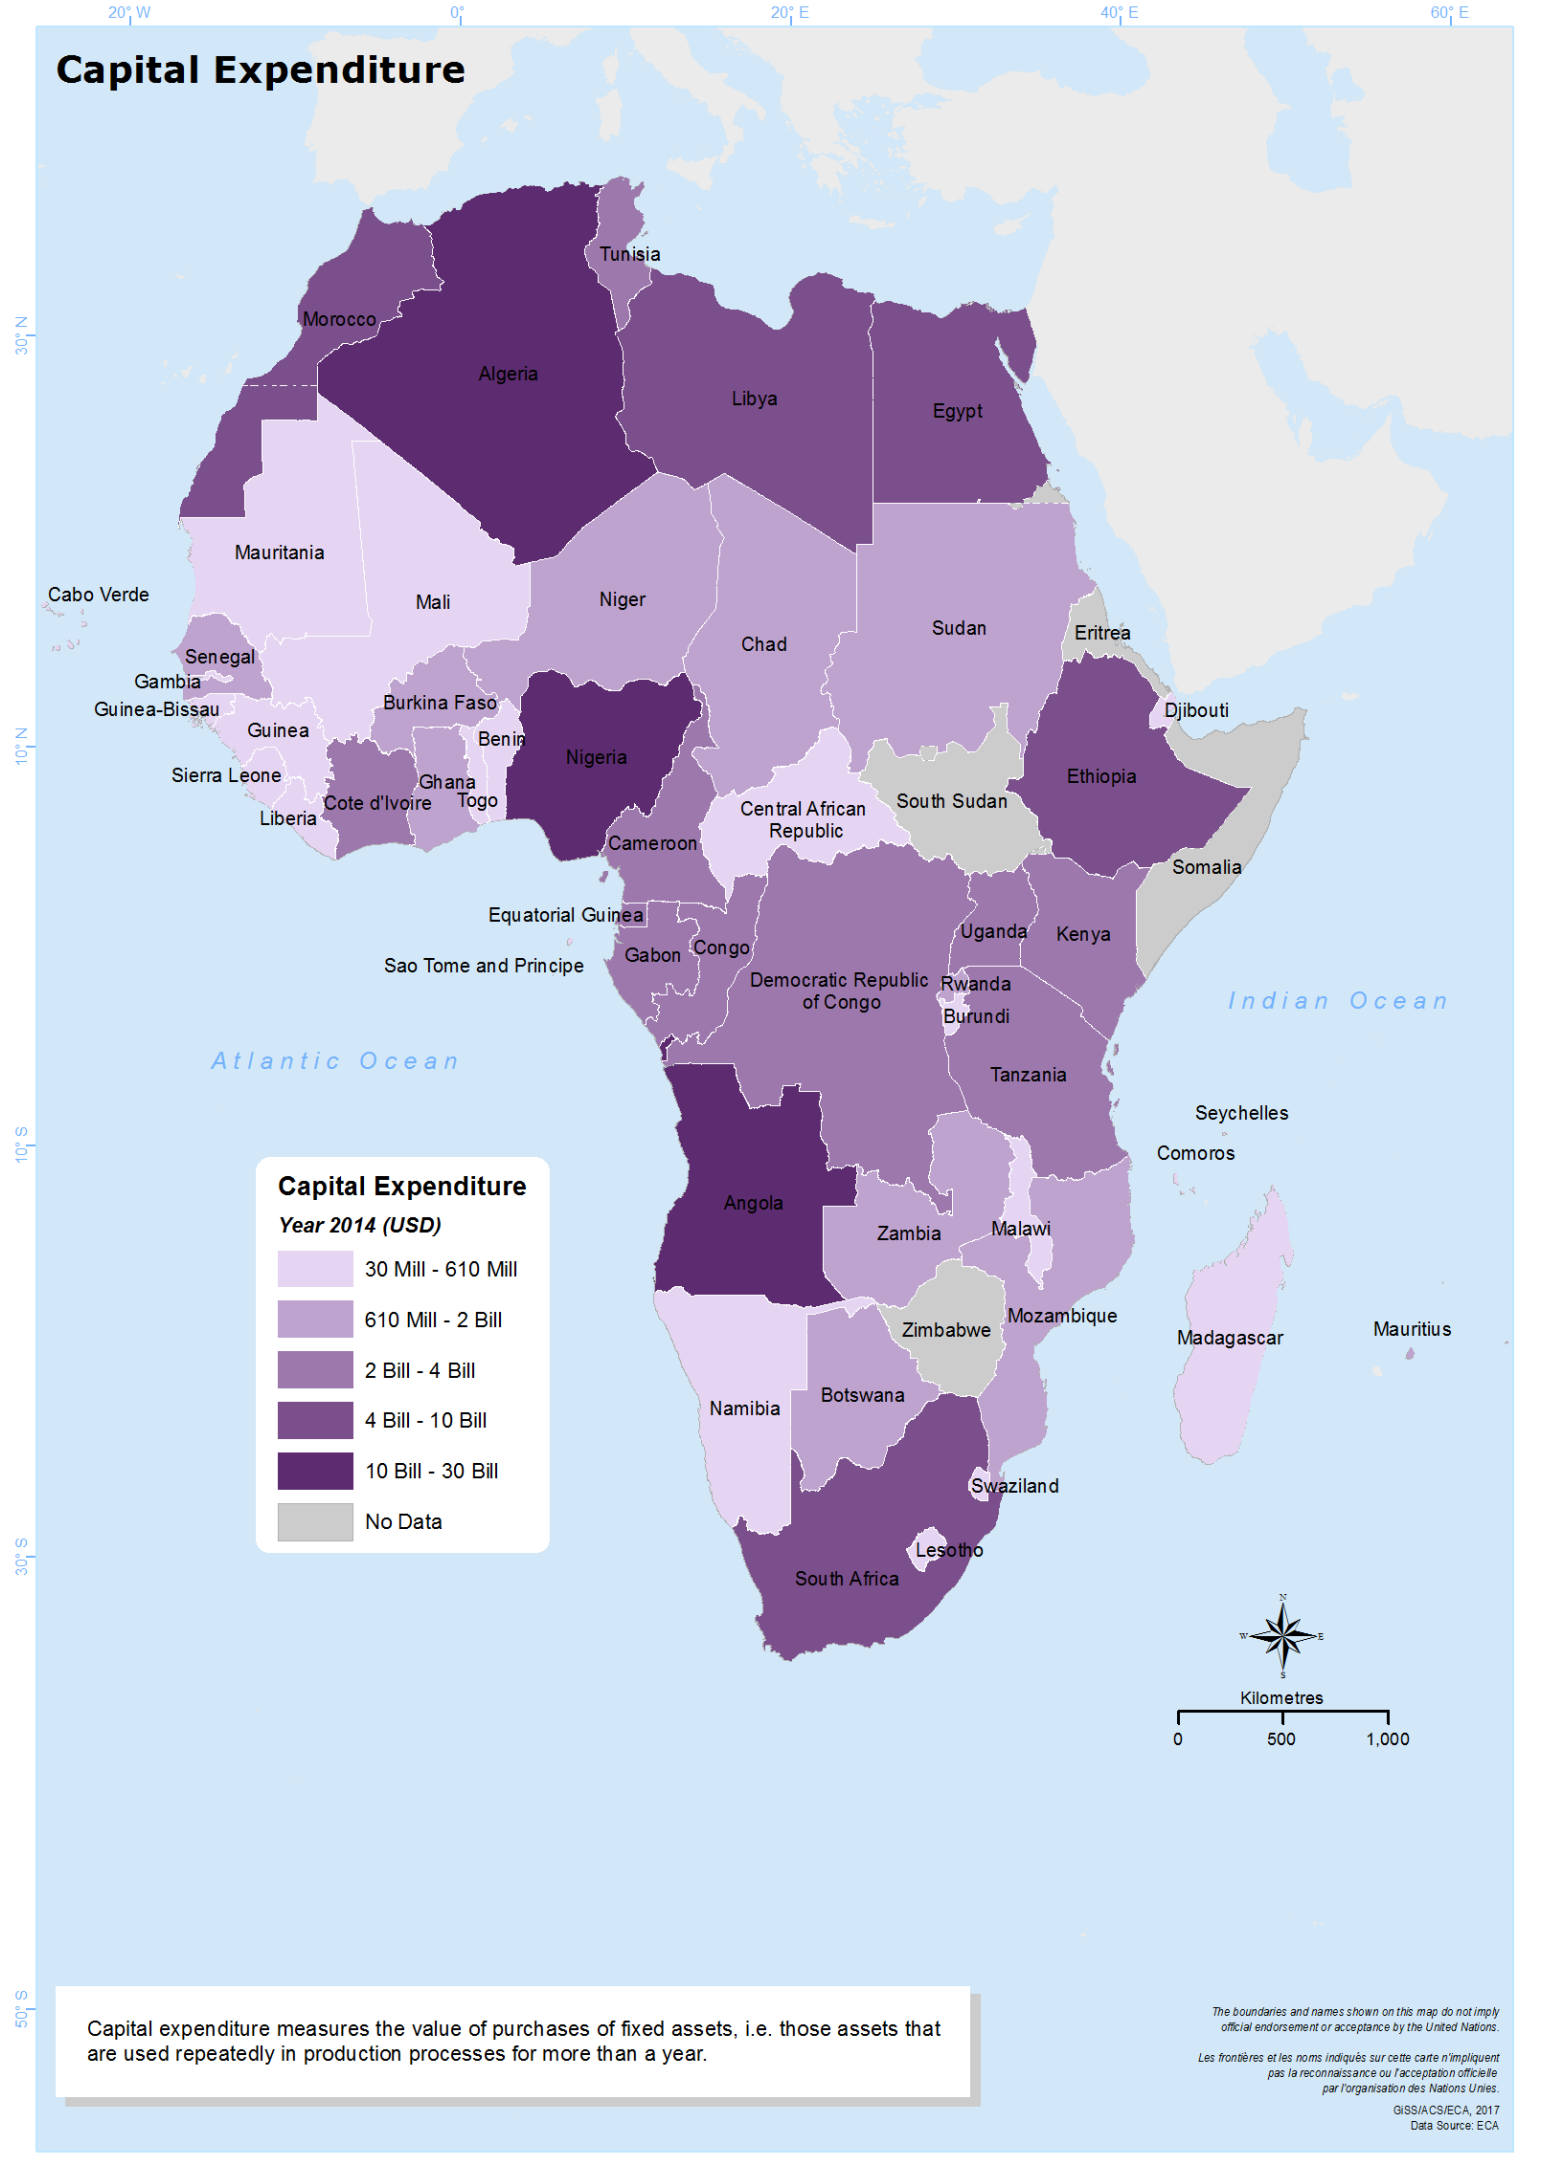 20° W
0°
20° E
40° E
60° E
Capital Expenditure
Tunisia
Morocco
30° N
Algeria
Libya
Egypt
Mauritania
Cabo Verde
Mali
Niger
Sudan
Eritrea
Chad
Senegal
Gambia
Burkina Faso
Guinea-Bissau
Djibouti
Guinea
Benin
10° N
Nigeria
Sierra Leone
Ghana
Ethiopia
Togo
South Sudan
Cote d'Ivoire
Central African
Republic
Liberia
Cameroon
Somalia
Equatorial Guinea
Uganda
Kenya
Gabon
Congo
Sao Tome and Principe
Democratic Republic
of Congo
Rwanda
Burundi
Indian Ocean
Atlantic Ocean
Tanzania
Seychelles
10° S
Comoros
Angola
Malawi
Zambia
Mozambique
Zimbabwe
Mauritius
Madagascar
Botswana
Namibia
Swaziland
Lesotho
30° S
South Africa
Capital Expenditure
Year 2014 (USD)
30 Mill - 610 Mill
610 Mill - 2 Bill
2 Bill - 4 Bill
4 Bill - 10 Bill
10 Bill - 30 Bill
No Data
N
W
E
S
Kilometres
0
500
1,000
50° S
Capital expenditure measures the value of purchases of fixed assets, i.e. those assets that
are used repeatedly in production processes for more than a year.
The boundaries and names shown on this map do not imply
official endorsement or acceptance by the United Nations.
Les frontières et les noms indiqués sur cette carte n'impliquent
pas la reconnaissance ou l'acceptation officielle
par l'organisation des Nations Unies.
GiSS/ACS/ECA, 2017
Data Source: ECA